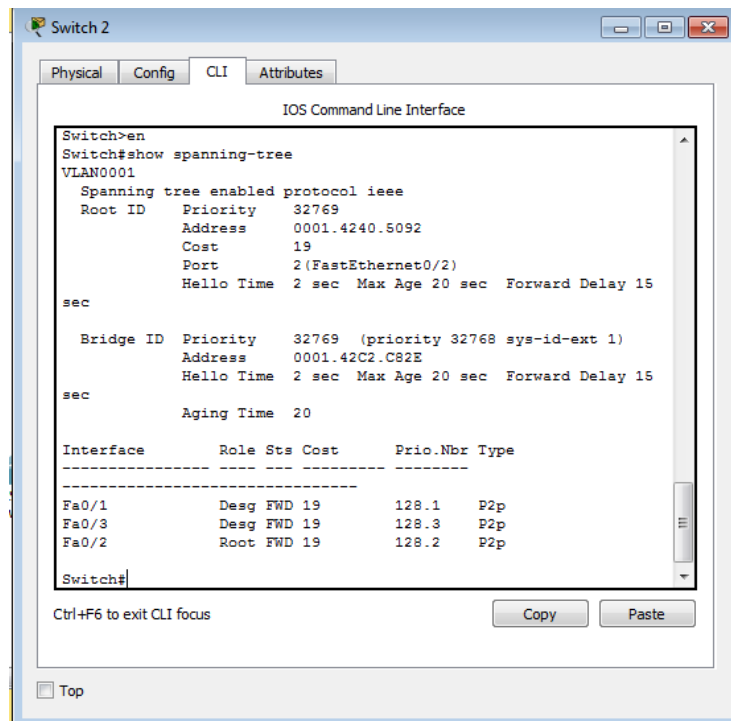 Switch 2
Physical Config CLI Attributes
IOS Command Line Interface
Switch>en
Switch#show spanning-tree
VLAN0001
  Spanning tree enabled protocol ieee
  Root ID    Priority    32769
             Address     0001.4240.5092
             Cost        19
             Port        2(FastEthernet0/2)
             Hello Time  2 sec  Max Age 20 sec  Forward Delay 15
sec
  Bridge ID  Priority    32769  (priority 32768 sys-id-ext 1)
             Address     0001.42C2.C82E
             Hello Time  2 sec  Max Age 20 sec  Forward Delay 15
sec
             Aging Time  20
Interface        Role Sts Cost      Prio.Nbr Type
---------------- ---- --- --------- --------
--------------------------------
Fa0/1            Desg FWD 19        128.1    P2p
Fa0/3            Desg FWD 19        128.3    P2p
Fa0/2            Root FWD 19        128.2    P2p
Switch#
Ctrl+F6 to exit CLI focus Copy Paste
Top